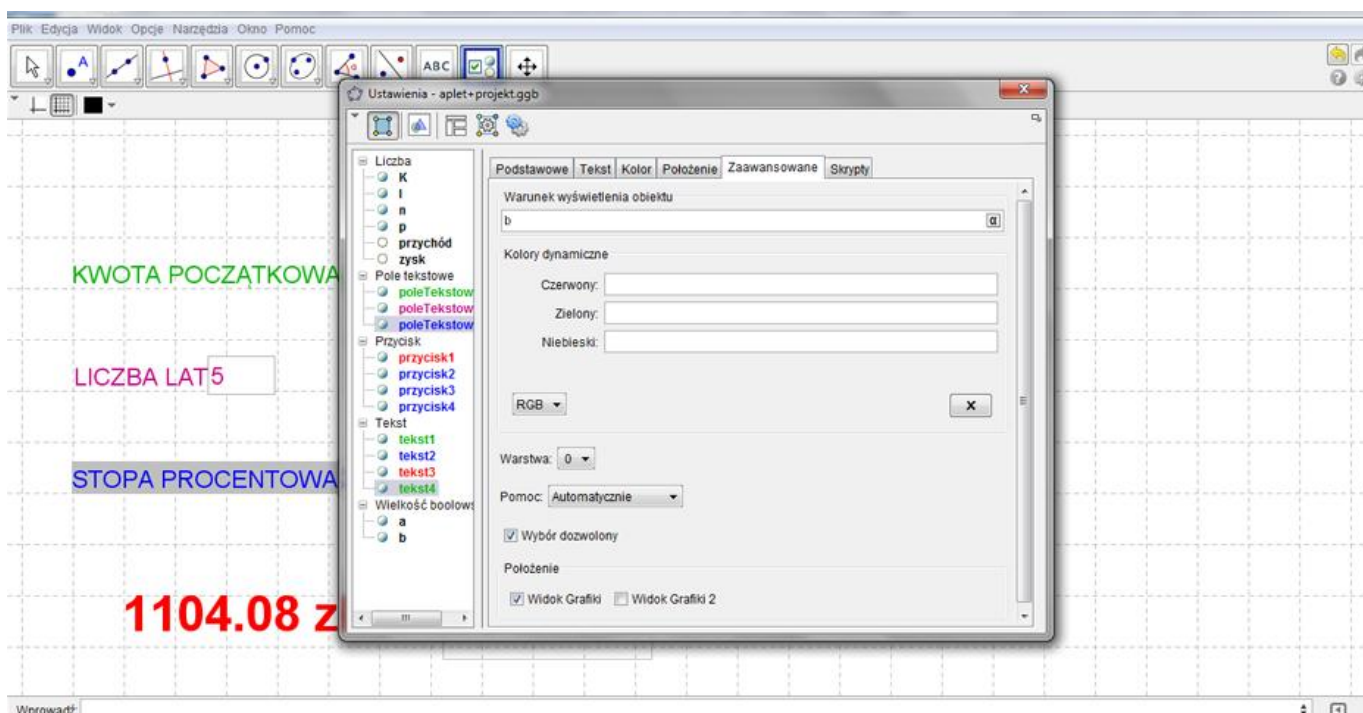 Plik Edycja Widok Opcje Narzędzia Okno Pomoc
A
ABC
Ustawienia - aplet+projekt.ggb
Liczba
K
l
n
p
przychód
zysk
Pole tekstowe
poleTekstow
poleTekstow
poleTekstow
Przycisk
przycisk1
przycisk2
przycisk3
przycisk4
Tekst
tekst1
tekst2
tekst3
tekst4
Wielkość boolows
a
b
Podstawowe Tekst Kolor Położenie Zaawansowane Skrypty
Warunek wyświetlenia obiektu
b
α
Kolory dynamiczne
Czerwony:
Zielony:
Niebieski:
RGB
x
Warstwa: 0
Pomoc: Automatycznie
Wybór dozwolony
Położenie
Widok Grafiki Widok Grafiki 2
KWOTA POCZĄTKOWA
LICZBA LAT 5
STOPA PROCENTOWA
1104.08 z
Wprowadź: